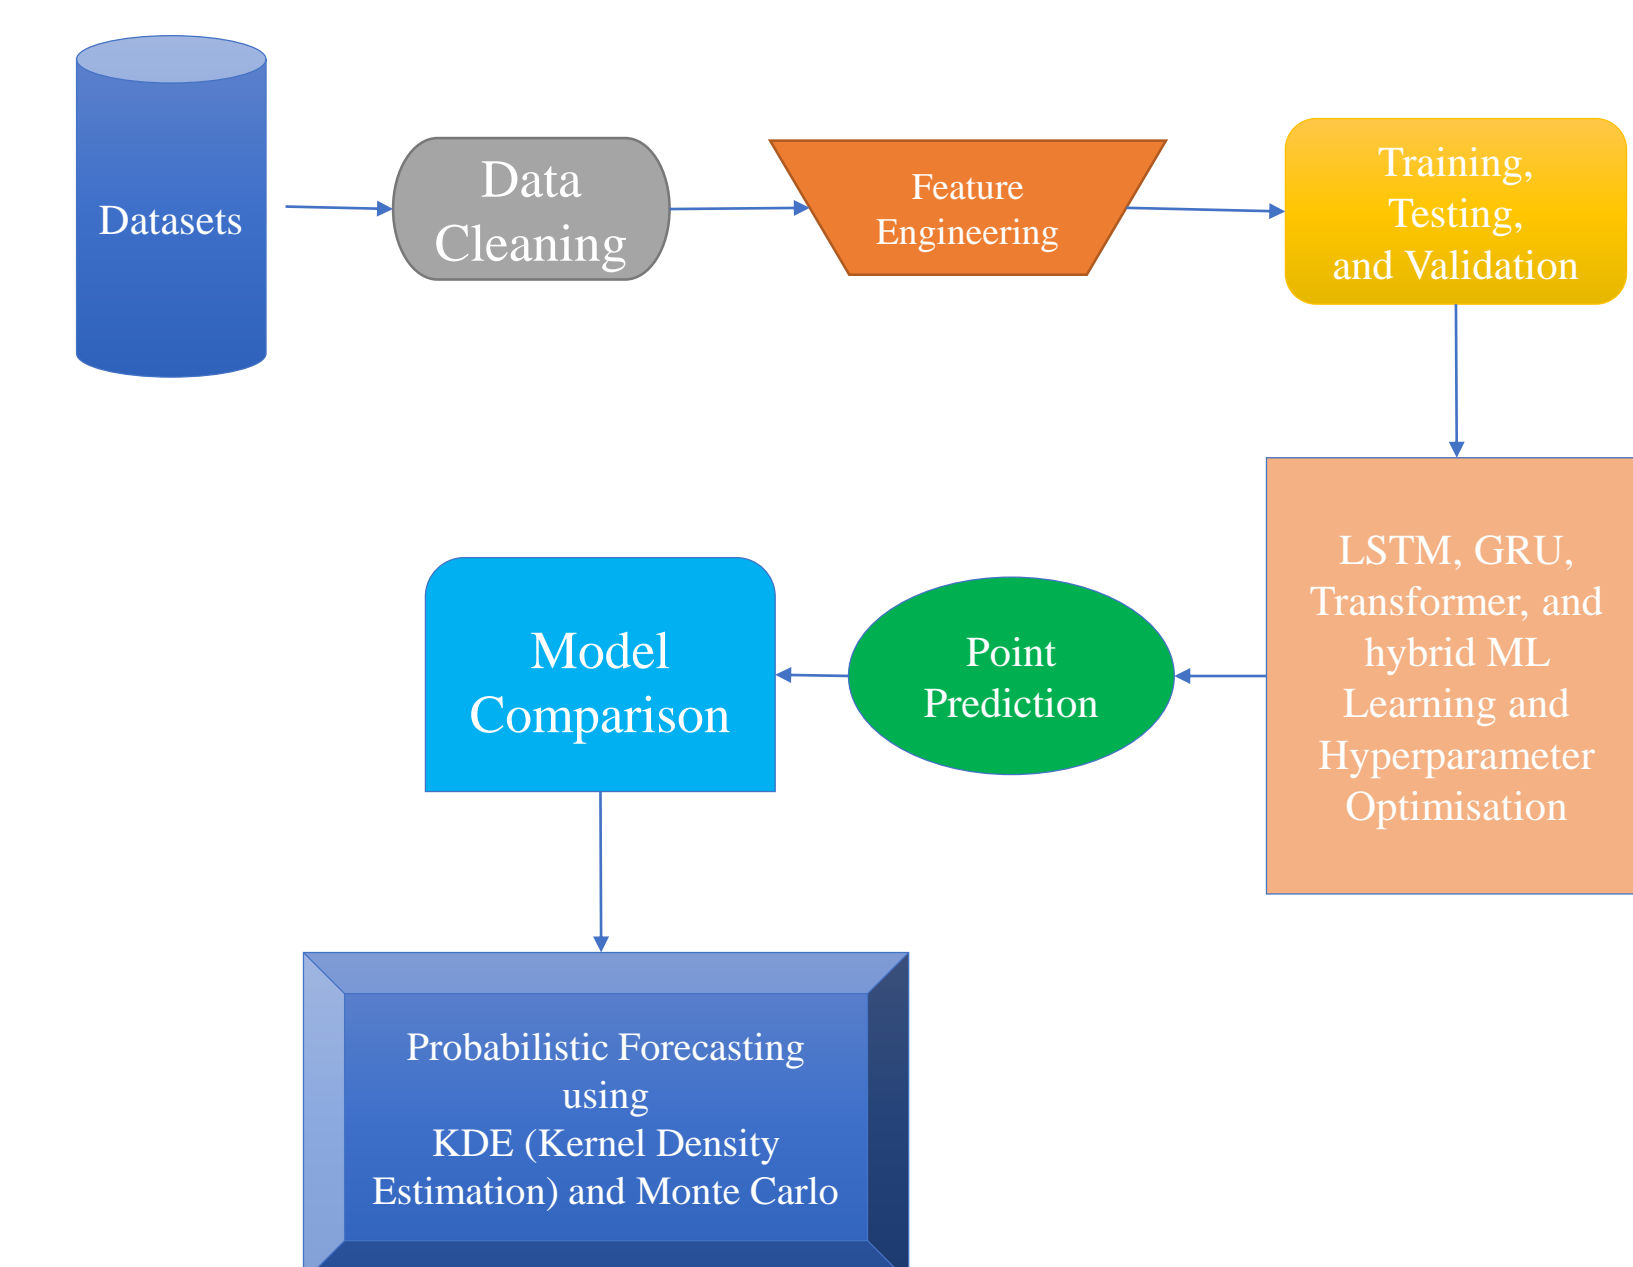 Datasets
Data
Cleaning
Feature
Engineering
Training,
Testing,
and Validation
LSTM, GRU,
Transformer, and
hybrid ML
Learning and
Hyperparameter
Optimisation
Point
Prediction
Model
Comparison
Probabilistic Forecasting
using
KDE (Kernel Density
Estimation) and Monte Carlo